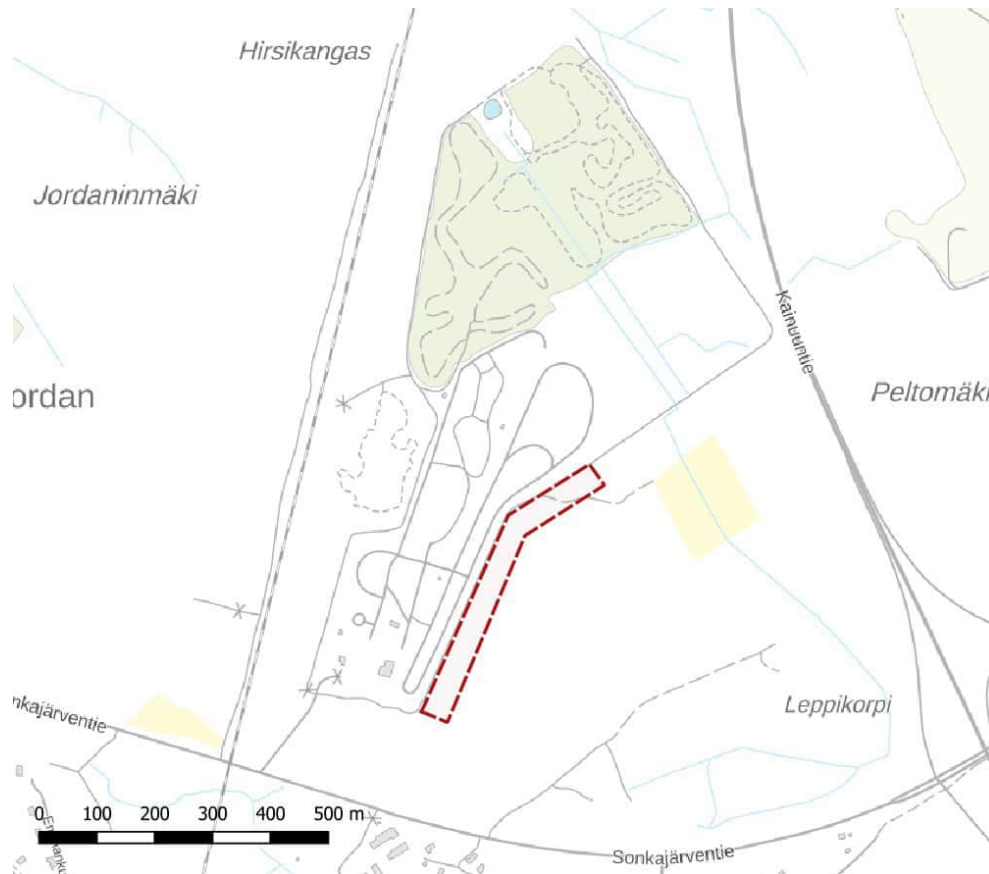 Hirsikangas
Jordaninmäki
Kainuuntie
ordan
Peltomäki
Leppikorpi
nkajärventie
0 100 200 300 400 500 m
Sonkajärventie